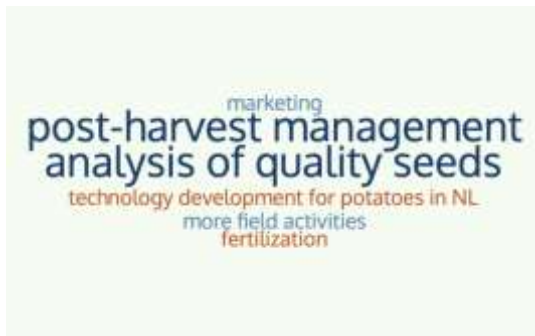 marketing
post-harvest management
analysis of quality seeds
technology development for potatoes in NL
more field activities
fertilization